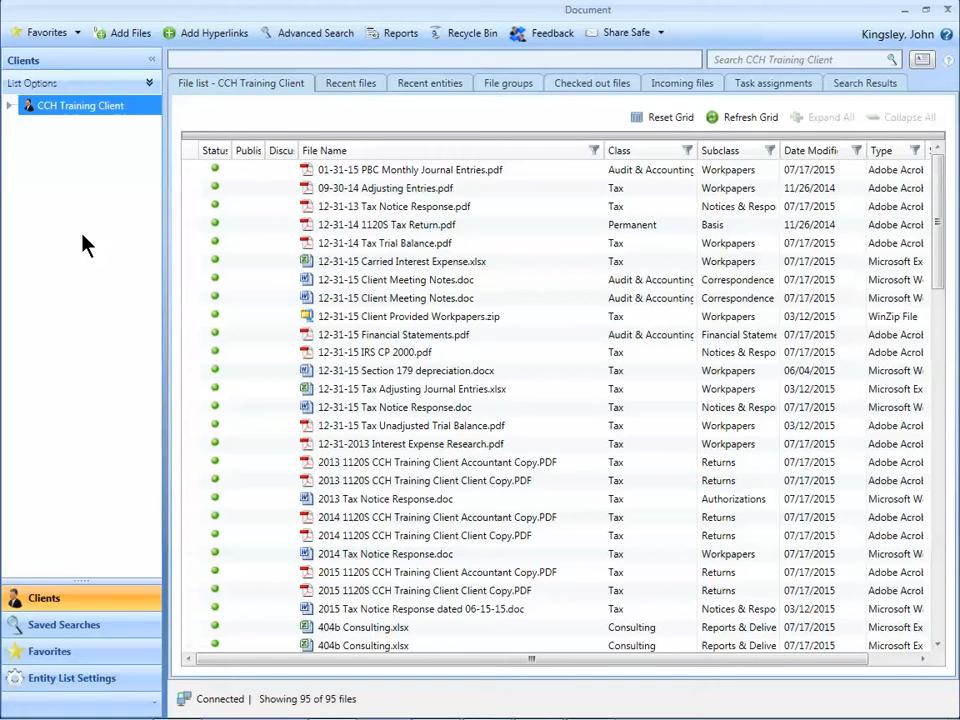 Document
Favorites Add Files Add Hyperlinks Advanced Search Reports Recycle Bin Feedback Share Safe Kingsley, John
Clients Search CCH Training Client
List Options File list - CCH Training Client Recent files Recent entities File groups Checked out files Incoming files Task assignments Search Results
CCH Training Client
Reset Grid Refresh Grid Expand All Collapse All
Status Publis Discu File Name Class Subclass Date Modifi Type
01-31-15 PBC Monthly Journal Entries.pdf Audit & Accounting Workpapers 07/17/2015 Adobe Acrob
09-30-14 Adjusting Entries.pdf Tax Workpapers 11/26/2014 Adobe Acrob
12-31-13 Tax Notice Response.pdf Tax Notices & Respo 07/17/2015 Adobe Acrob
12-31-14 1120S Tax Return.pdf Permanent Basis 11/26/2014 Adobe Acrob
12-31-14 Tax Trial Balance.pdf Tax Workpapers 07/17/2015 Adobe Acrob
12-31-15 Carried Interest Expense.xlsx Tax Workpapers 07/17/2015 Microsoft Ex
12-31-15 Client Meeting Notes.doc Audit & Accounting Correspondence 07/17/2015 Microsoft W
12-31-15 Client Meeting Notes.doc Audit & Accounting Correspondence 07/17/2015 Microsoft W
12-31-15 Client Provided Workpapers.zip Tax Workpapers 03/12/2015 WinZip File
12-31-15 Financial Statements.pdf Audit & Accounting Financial Stateme 07/17/2015 Adobe Acrob
12-31-15 IRS CP 2000.pdf Tax Notices & Respo 07/17/2015 Adobe Acrob
12-31-15 Section 179 depreciation.docx Tax Workpapers 06/04/2015 Microsoft W
12-31-15 Tax Adjusting Journal Entries.xlsx Tax Workpapers 03/12/2015 Microsoft Ex
12-31-15 Tax Notice Response.doc Tax Notices & Respo 07/17/2015 Microsoft W
12-31-15 Tax Unadjusted Trial Balance.pdf Tax Workpapers 03/12/2015 Adobe Acrob
12-31-2013 Interest Expense Research.pdf Tax Workpapers 07/17/2015 Adobe Acrob
2013 1120S CCH Training Client Accountant Copy.PDF Tax Returns 07/17/2015 Adobe Acrob
2013 1120S CCH Training Client Client Copy.PDF Tax Returns 07/17/2015 Adobe Acrob
2013 Tax Notice Response.doc Tax Authorizations 07/17/2015 Microsoft W
2014 1120S CCH Training Client Accountant Copy.PDF Tax Returns 07/17/2015 Adobe Acrob
2014 1120S CCH Training Client Client Copy.PDF Tax Returns 07/17/2015 Adobe Acrob
2014 Tax Notice Response.doc Tax Workpapers 07/17/2015 Microsoft W
2015 1120S CCH Training Client Accountant Copy.PDF Tax Returns 07/17/2015 Adobe Acrob
2015 1120S CCH Training Client Client Copy.PDF Tax Returns 07/17/2015 Adobe Acrob
2015 Tax Notice Response dated 06-15-15.doc Tax Notices & Respo 03/12/2015 Microsoft W
404b Consulting.xlsx Consulting Reports & Delive 07/17/2015 Microsoft Ex
404b Consulting.xlsx Consulting Reports & Delive 07/17/2015 Microsoft Ex
Clients
Saved Searches
Favorites
Entity List Settings
Connected | Showing 95 of 95 files